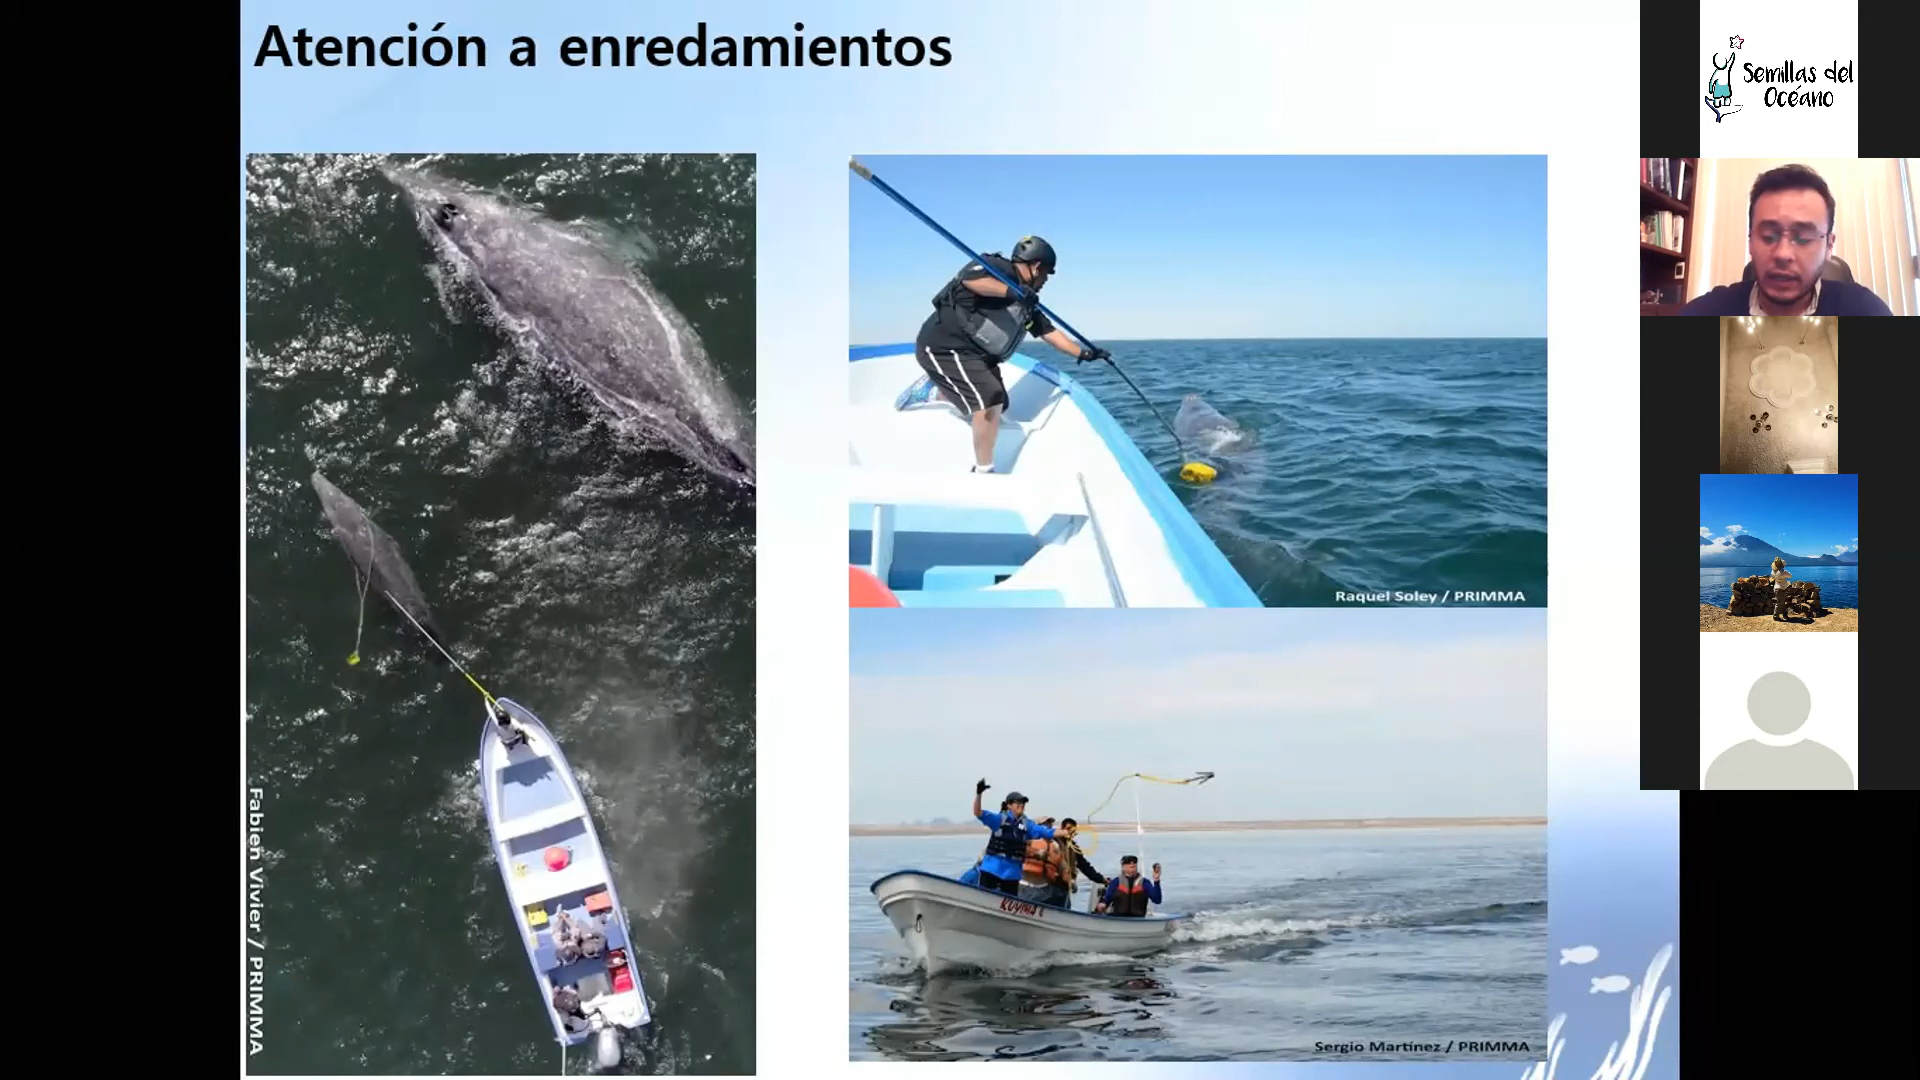 Atención a enredamientos
Semillas del
Océano
Raquel Soley / PRIMMA
Fabien Vivier / PRIMMA
Sergio Martínez / PRIMMA